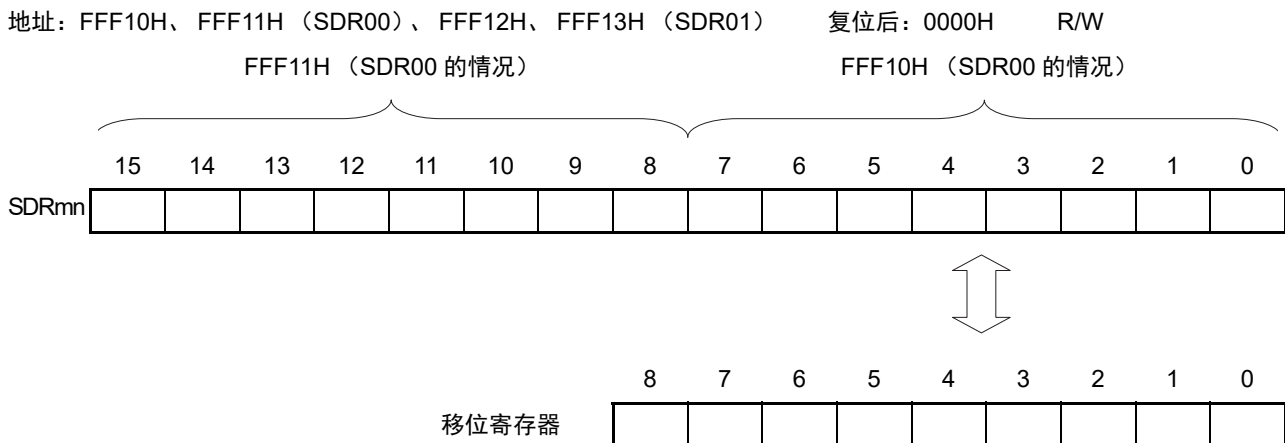 地址：FFF10H、 FFF11H （SDR00）、 FFF12H、 FFF13H （SDR01） 复位后：0000H R/W
FFF11H （SDR00 的情况） FFF10H （SDR00 的情况）
15 14 13 12 11 10 9 8 7 6 5 4 3 2 1 0
SDRmn
8 7 6 5 4 3 2 1 0
移位寄存器